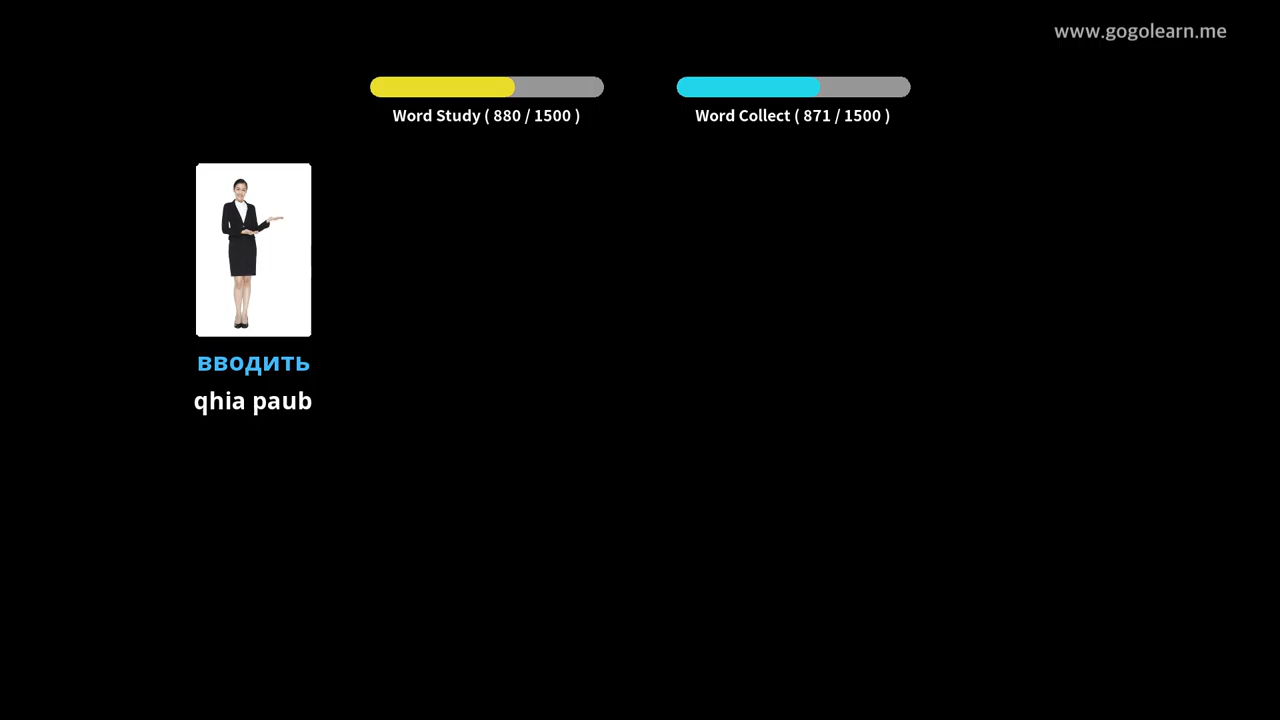 www.gogolearn.me
Word Study ( 880 / 1500 )
Word Collect ( 871 / 1500 )
вводить
qhia paub